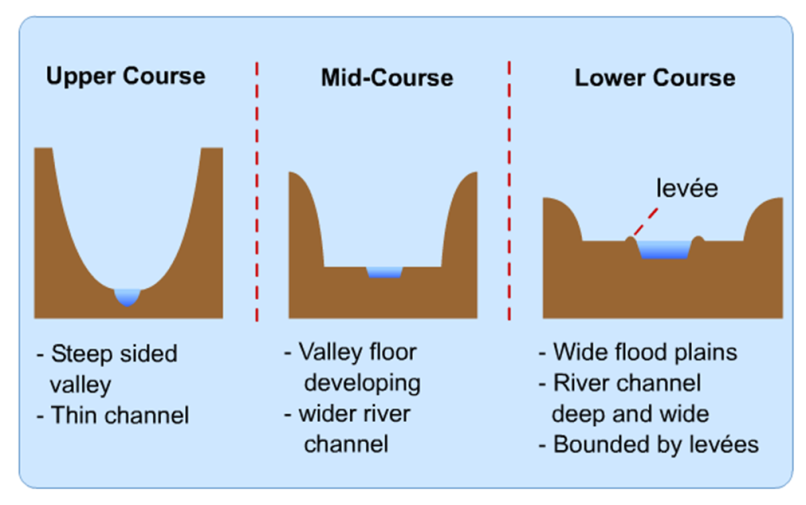 Upper Course
Mid-Course
Lower Course
levée
- Steep sided
valley
- Thin channel
- Valley floor
developing
- wider river
channel
- Wide flood plains
- River channel
deep and wide
- Bounded by levées